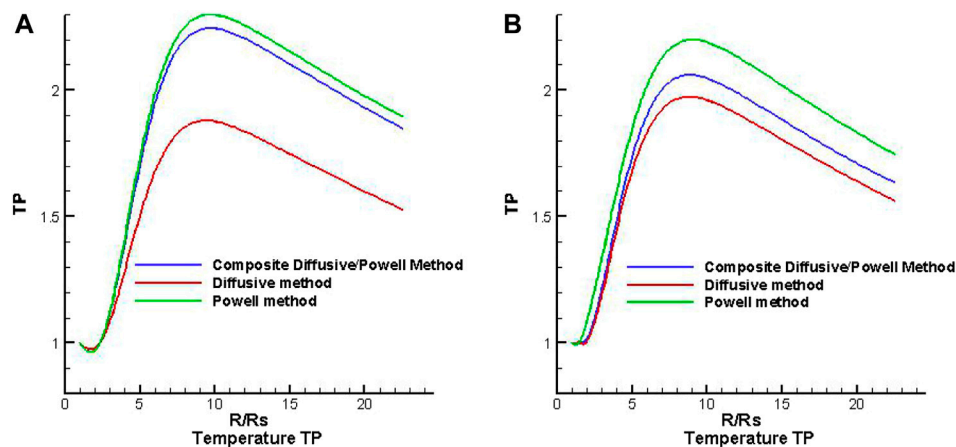 A
TP
2
1.5
1
Composite Diffusive/Powell Method
Diffusive method
Powell method
0
5
10
15
20
R/Rs
Temperature TP
B
TP
2
1.5
1
Composite Diffusive/Powell Method
Diffusive method
Powell method
0
5
10
15
20
R/Rs
Temperature TP